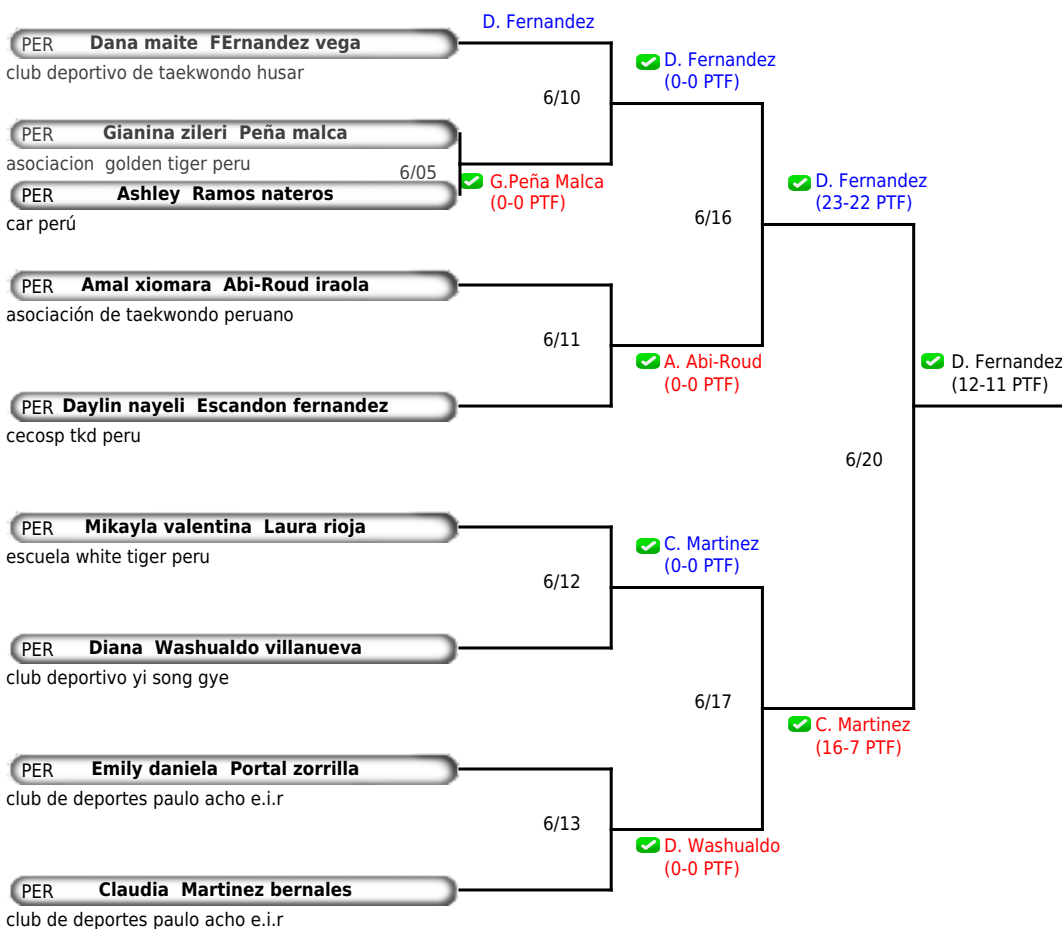 D. Fernandez
PER Dana maite FErnandez vega
club deportivo de taekwondo husar
D. Fernandez
(0-0 PTF)
6/10
PER Gianina zileri Peña malca
asociacion golden tiger peru
6/05
G.Peña Malca
(0-0 PTF)
PER Ashley Ramos nateros
car perú
D. Fernandez
(23-22 PTF)
6/16
PER Amal xiomara Abi-Roud iraola
asociación de taekwondo peruano
6/11
A. Abi-Roud
(0-0 PTF)
D. Fernandez
(12-11 PTF)
PER Daylin nayeli Escandon fernandez
cecosp tkd peru
6/20
PER Mikayla valentina Laura rioja
escuela white tiger peru
C. Martinez
(0-0 PTF)
6/12
PER Diana Washualdo villanueva
club deportivo yi song gye
6/17
C. Martinez
(16-7 PTF)
PER Emily daniela Portal zorrilla
club de deportes paulo acho e.i.r
6/13
D. Washualdo
(0-0 PTF)
PER Claudia Martinez bernales
club de deportes paulo acho e.i.r